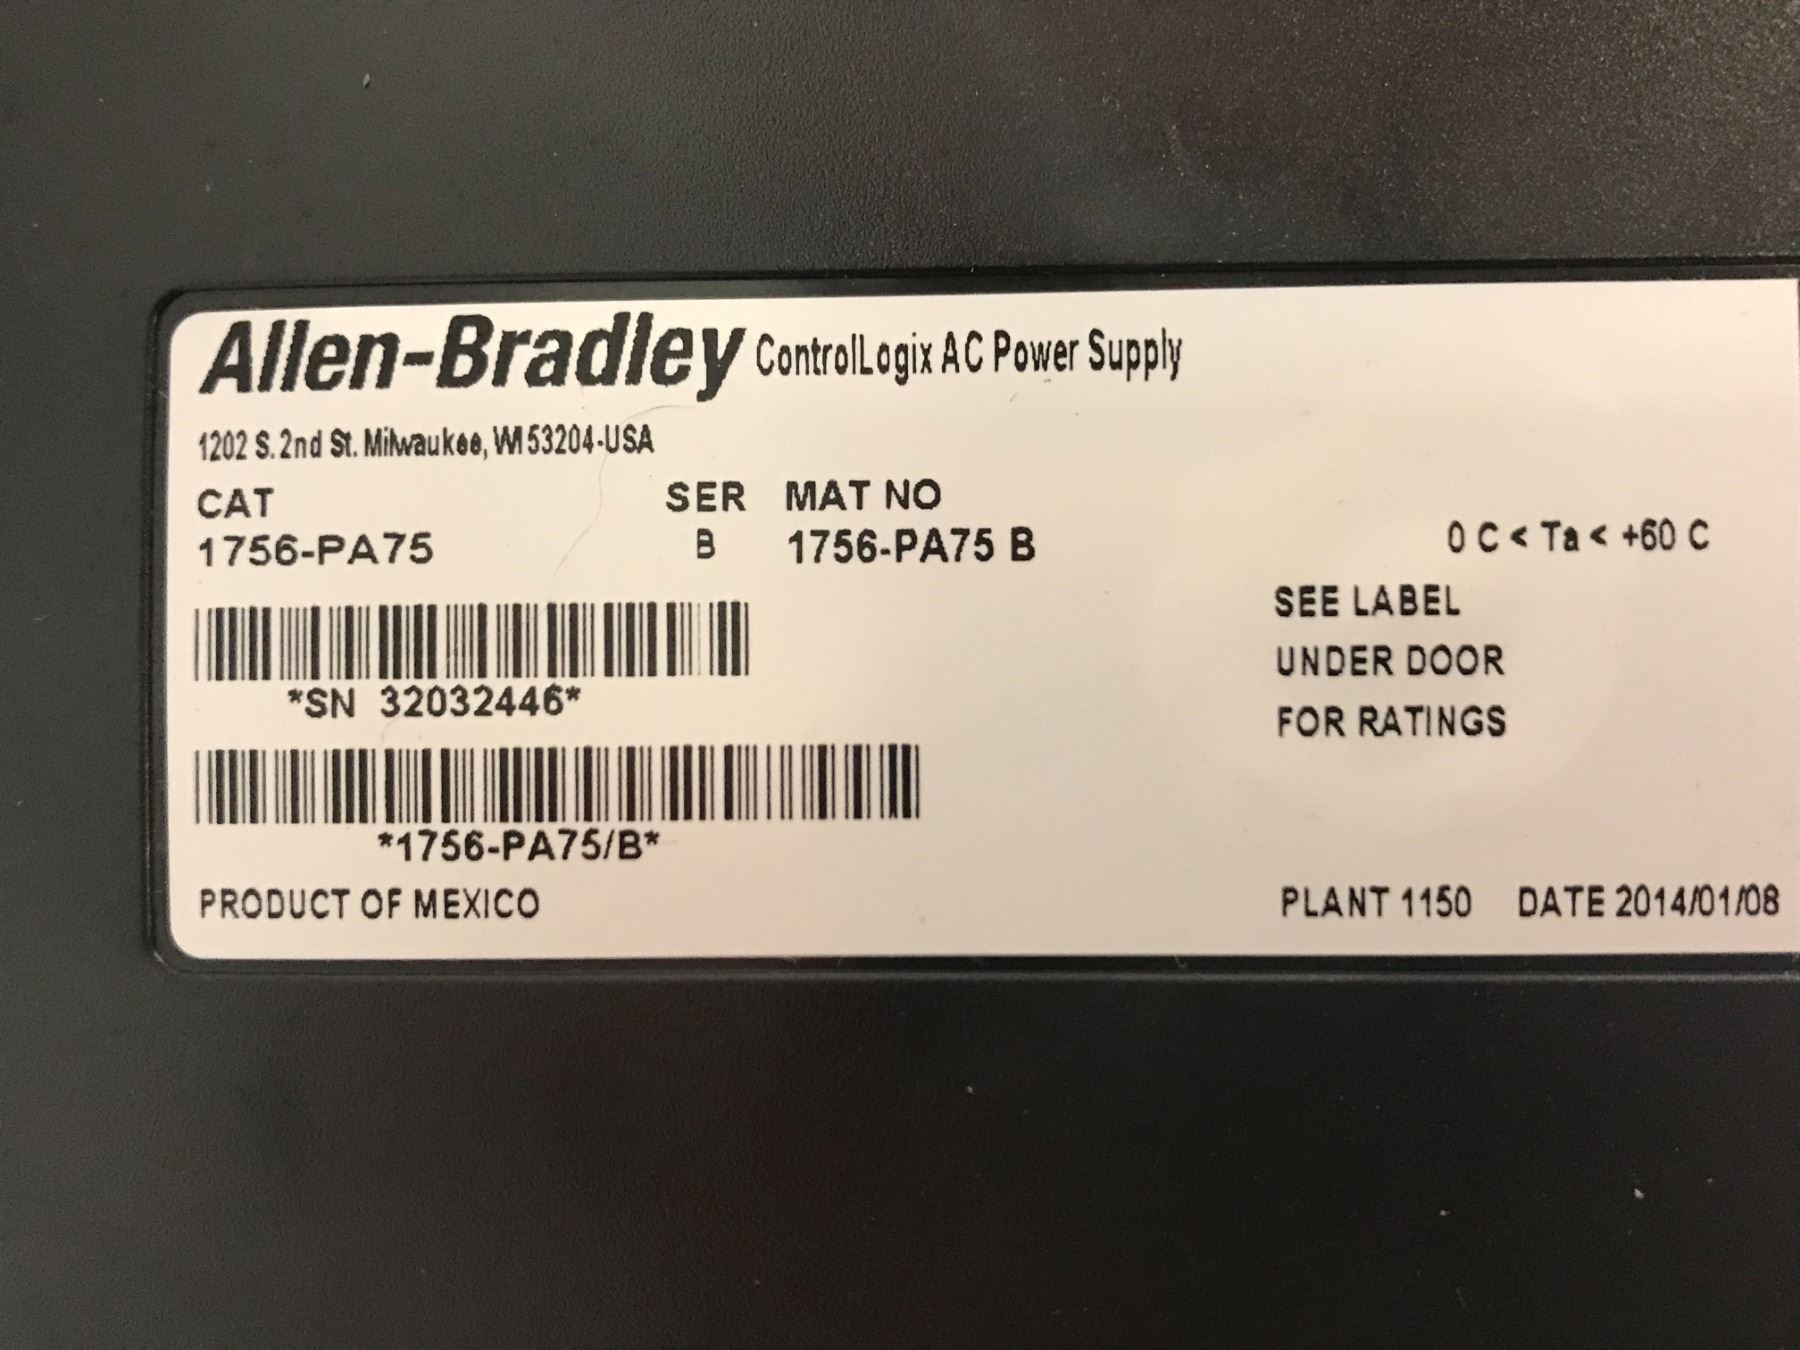 Allen-Bradley ControlLogix AC Power Supply
1202 S. 2nd St. Milwaukee, WI 53204-USA
CAT SER MAT NO
1756-PA75 B 1756-PA75 B
0 C < Ta < +60 C
SEE LABEL
UNDER DOOR
FOR RATINGS
*SN 32032446*
*1756-PA75/B*
PRODUCT OF MEXICO PLANT 1150 DATE 2014/01/08